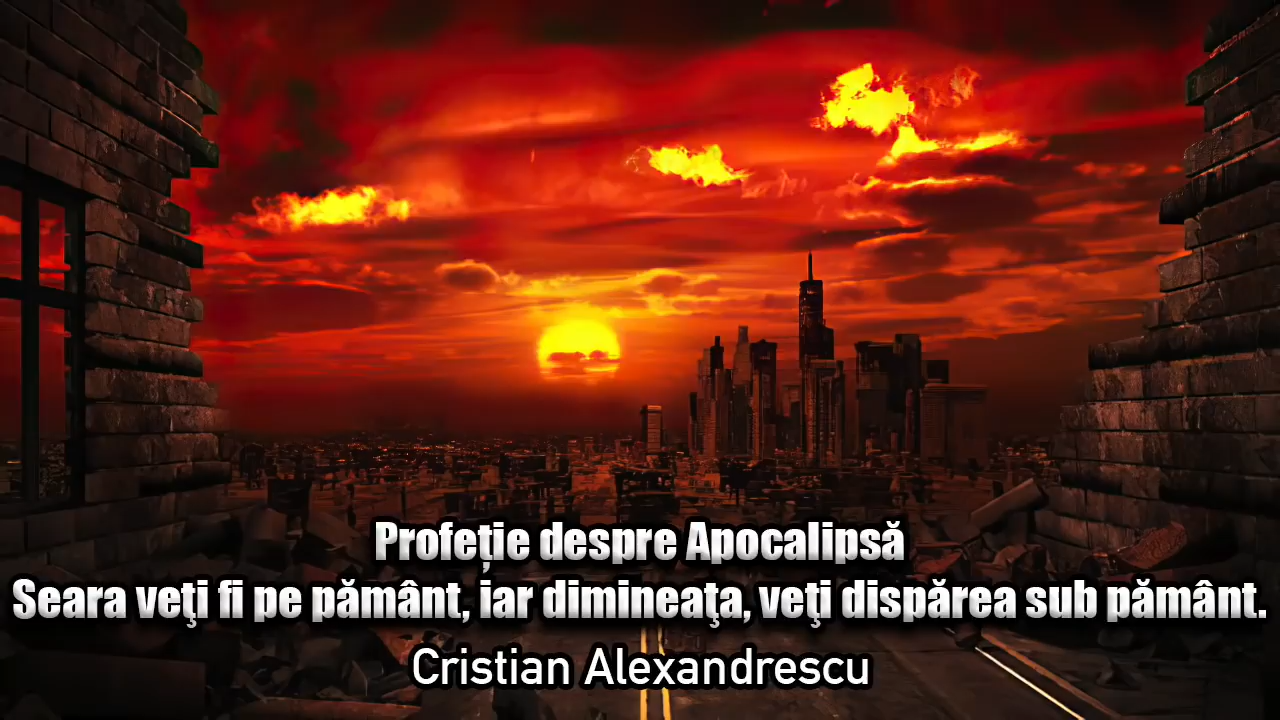 Profeție despre Apocalipsă
Seara veţi fi pe pământ, iar dimineaţa, veţi dispărea sub pământ.
Cristian Alexandrescu